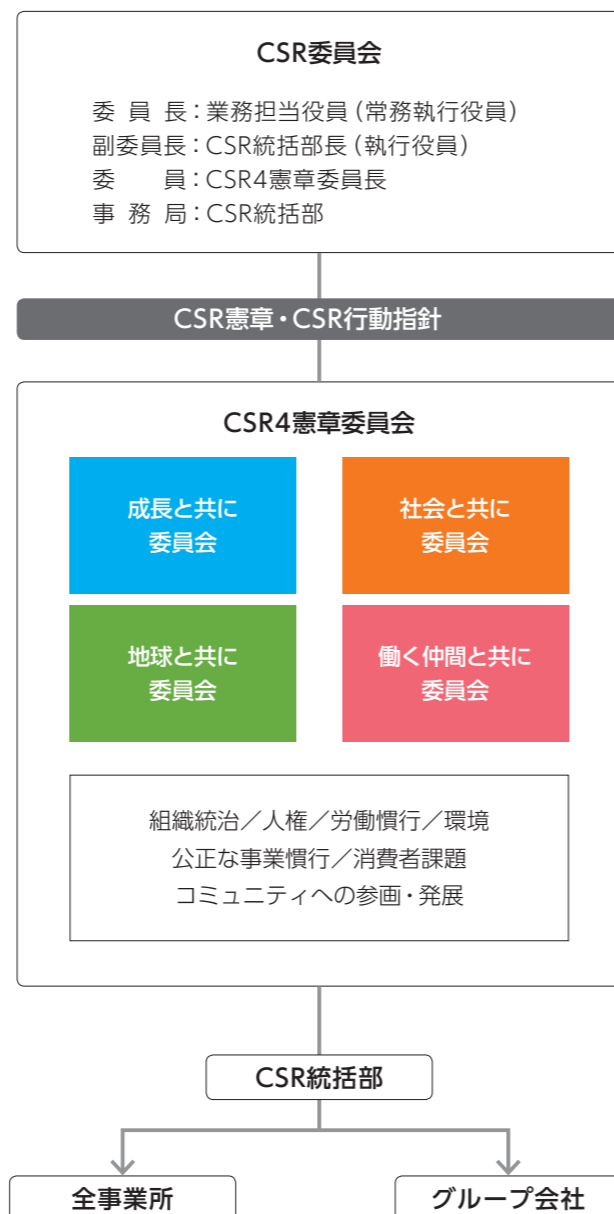 CSR委員会
委員長：業務担当役員（常務執行役員）
副委員長：CSR統括部長（執行役員）
委員：CSR4憲章委員長
事務局：CSR統括部
CSR憲章・CSR行動指針
CSR4憲章委員会
成長と共に
委員会
社会と共に
委員会
地球と共に
委員会
働く仲間と共に
委員会
組織統治／人権／労働慣行／環境
公正な事業慣行／消費者課題
コミュニティへの参画・発展
CSR統括部
全事業所
グループ会社